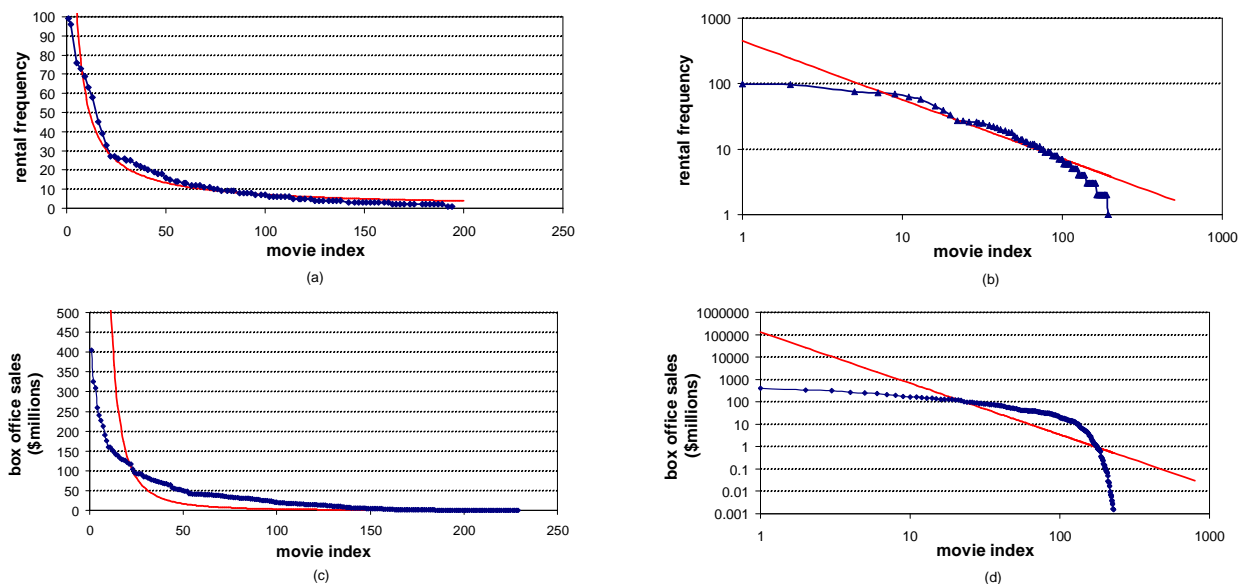 100
90
80
70
60
50
40
30
20
10
0
rental frequency
0 50 100 150 200 250
movie index
(a)
1000
100
10
1
rental frequency
1 10 100 1000
movie index
(b)
500
450
400
350
300
250
200
150
100
50
0
box office sales
($millions)
0 50 100 150 200 250
movie index
(c)
1000000
100000
10000
1000
100
10
1
0.1
0.01
0.001
box office sales
($millions)
1 10 100 1000
movie index
(d)